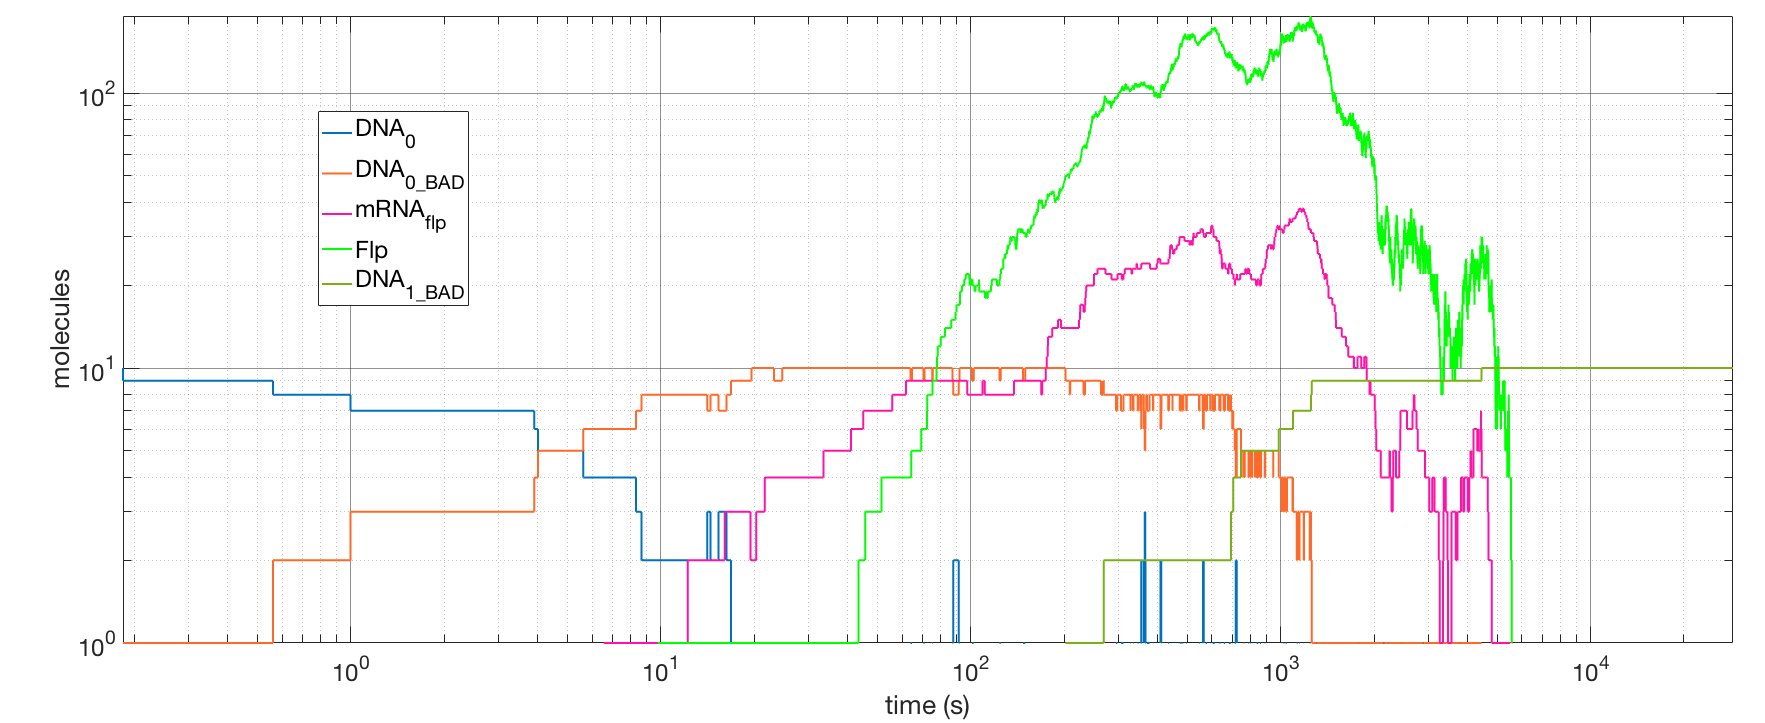 10^2
10^1
10^0
molecules
DNA_0
DNA_0_BAD
mRNA_flp
Flp
DNA_1_BAD
10^0 10^1 10^2 10^3 10^4
time (s)